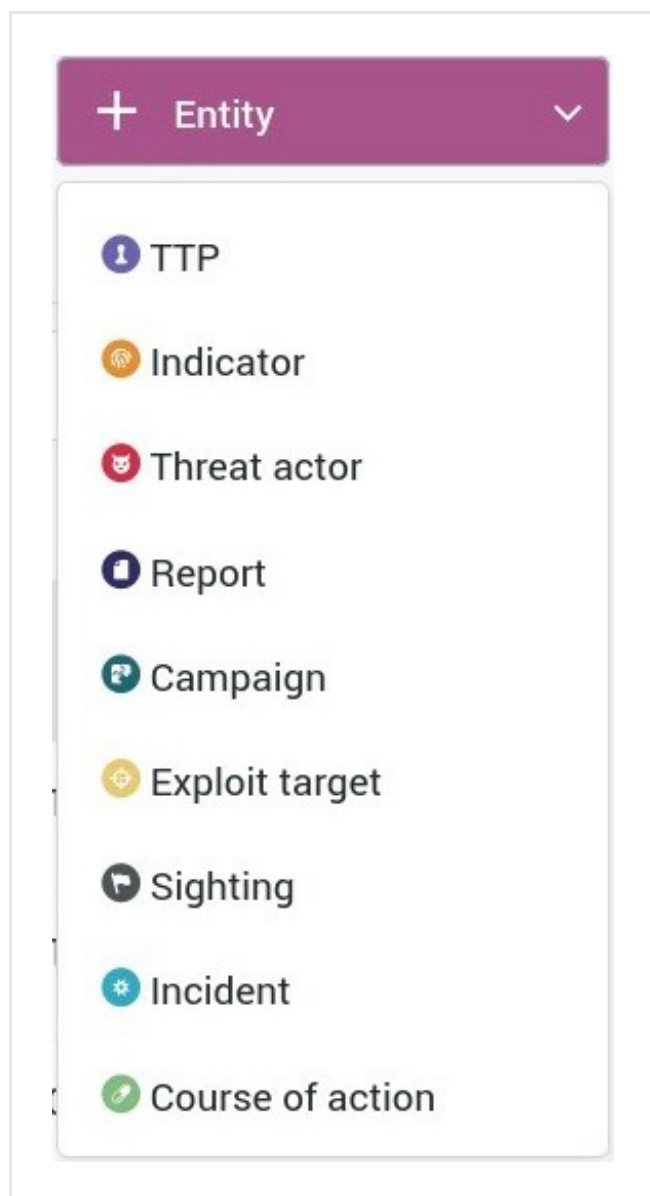 Entity
TTP
Indicator
Threat actor
Report
Campaign
Exploit target
Sighting
Incident
Course of action